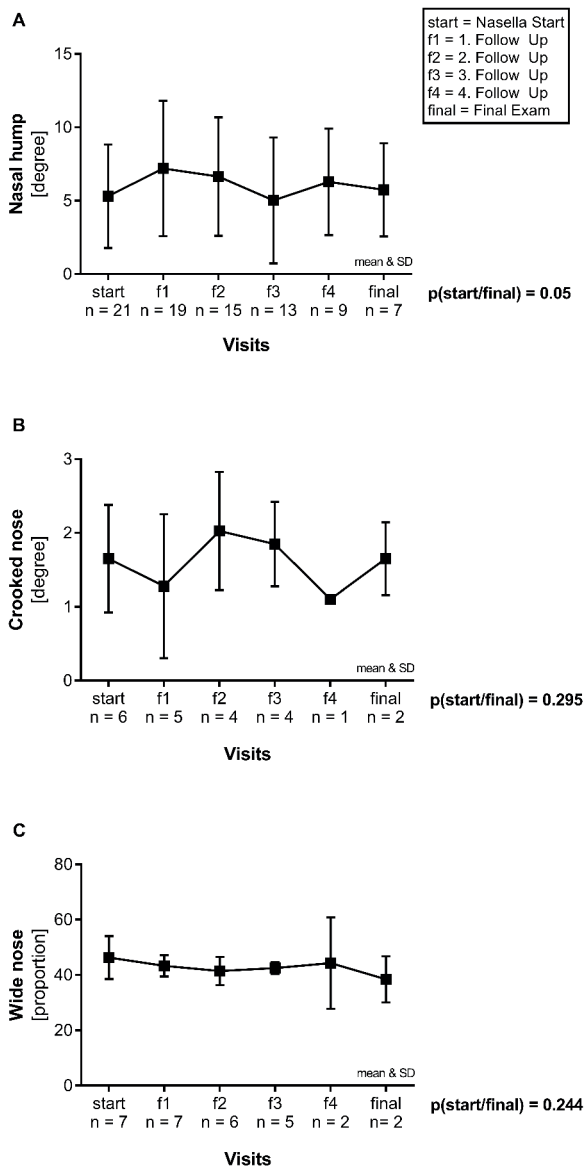 A
start = Nasella Start
f1 = 1. Follow Up
f2 = 2. Follow Up
f3 = 3. Follow Up
f4 = 4. Follow Up
final = Final Exam
15
10
5
0
Nasal hump
[degree]
mean & SD
start f1 f2 f3 f4 final
n = 21 n = 19 n = 15 n = 13 n = 9 n = 7
p(start/final) = 0.05
Visits
B
3
2
1
0
Crooked nose
[degree]
mean & SD
start f1 f2 f3 f4 final
n = 6 n = 5 n = 4 n = 4 n = 1 n = 2
p(start/final) = 0.295
Visits
C
80
60
40
20
0
Wide nose
[proportion]
mean & SD
start f1 f2 f3 f4 final
n = 7 n = 7 n = 6 n = 5 n = 2 n = 2
p(start/final) = 0.244
Visits